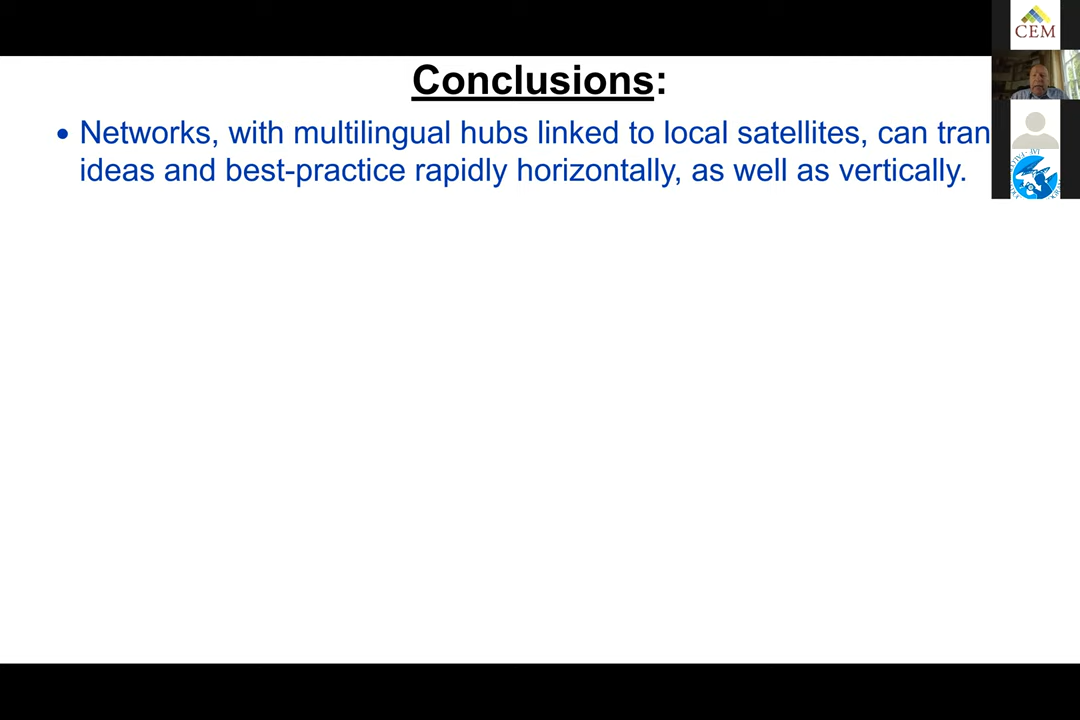 Conclusions:
• Networks, with multilingual hubs linked to local satellites, can tran
ideas and best-practice rapidly horizontally, as well as vertically.
CEM